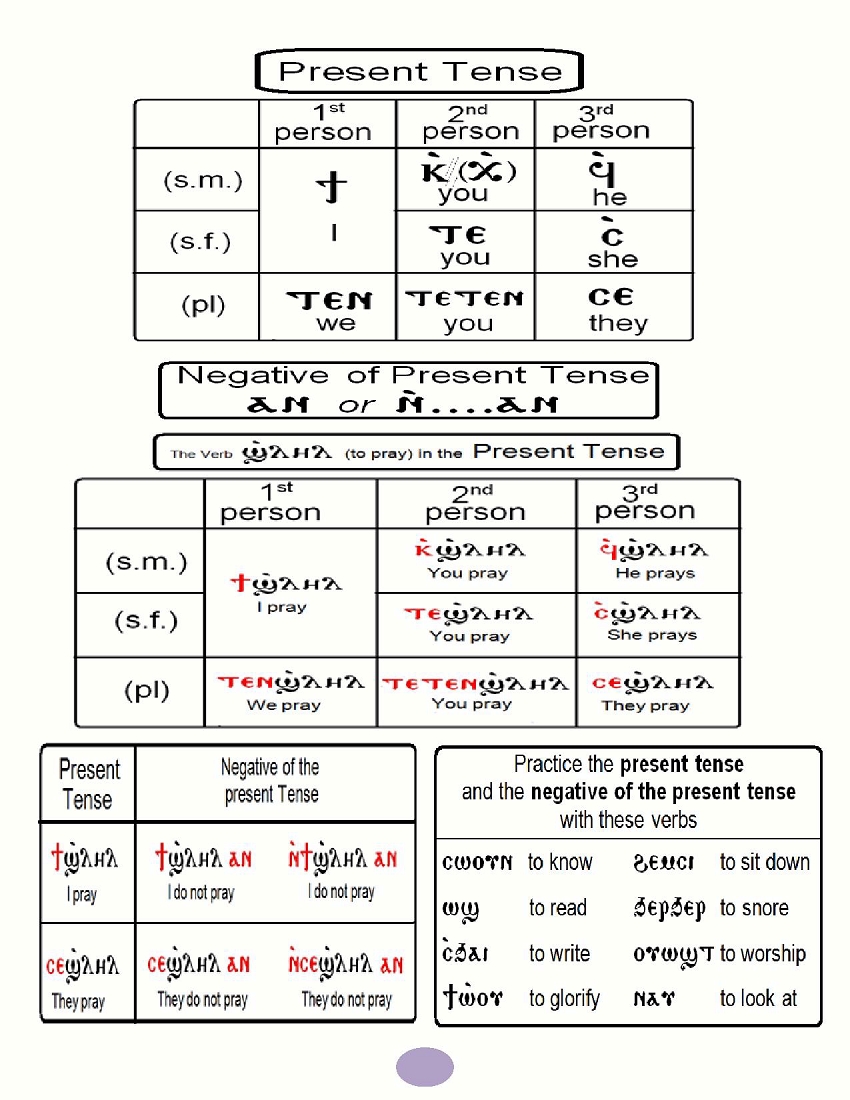 Present Tense
1st person 2nd person 3rd person
(s.m.) ϯ ⲕ̀/(ⲭ̀) ϥ̀
I you he
(s.f.) ⲧⲉ ⲥ̀
you she
(pl) ⲧⲉⲛ ⲧⲉⲧⲉⲛ ⲥⲉ
we you they
Negative of Present Tense
ⲁⲛ or ⲛ̀....ⲁⲛ
The Verb ϣ̀ⲗⲏⲗ (to pray) in the Present Tense
1st person 2nd person 3rd person
(s.m.) ϯϣ̀ⲗⲏⲗ ⲕ̀ϣ̀ⲗⲏⲗ ϥ̀ϣ̀ⲗⲏⲗ
I pray You pray He prays
(s.f.) ⲧⲉϣ̀ⲗⲏⲗ ⲥ̀ϣ̀ⲗⲏⲗ
You pray She prays
(pl) ⲧⲉⲛϣ̀ⲗⲏⲗ ⲧⲉⲧⲉⲛϣ̀ⲗⲏⲗ ⲥⲉϣ̀ⲗⲏⲗ
We pray You pray They pray
Present Tense
Negative of the present Tense
ϯϣ̀ⲗⲏⲗ ϯϣ̀ⲗⲏⲗ ⲁⲛ ⲛ̀ϯϣ̀ⲗⲏⲗ ⲁⲛ
I pray I do not pray I do not pray
ⲥⲉϣ̀ⲗⲏⲗ ⲥⲉϣ̀ⲗⲏⲗ ⲁⲛ ⲛ̀ⲥⲉϣ̀ⲗⲏⲗ ⲁⲛ
They pray They do not pray They do not pray
Practice the present tense
and the negative of the present tense
with these verbs
ⲥⲱⲟⲩⲛ to know ϩⲉⲙⲥⲓ to sit down
ⲱϣ to read ϧⲉⲣϧⲉⲣ to snore
ⲥ̀ϧⲁⲓ to write ⲟⲩⲱϣⲧ to worship
ϯⲱ̀ⲟⲩ to glorify ⲛⲁⲩ to look at